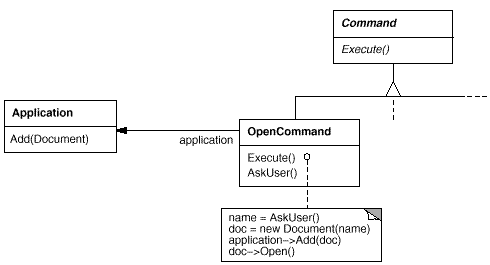 Command
Execute()
Application
Add(Document)
application
OpenCommand
Execute()
AskUser()
name = AskUser()
doc = new Document(name)
application->Add(doc)
doc->Open()